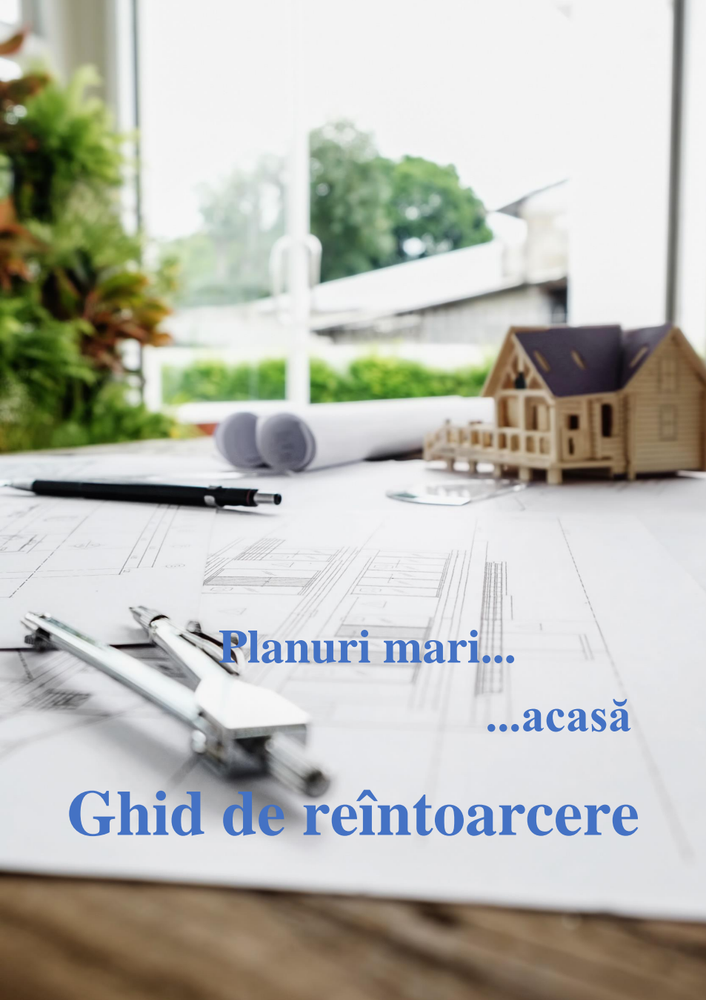 Planuri mari...
...acasă
Ghid de reîntoarcere